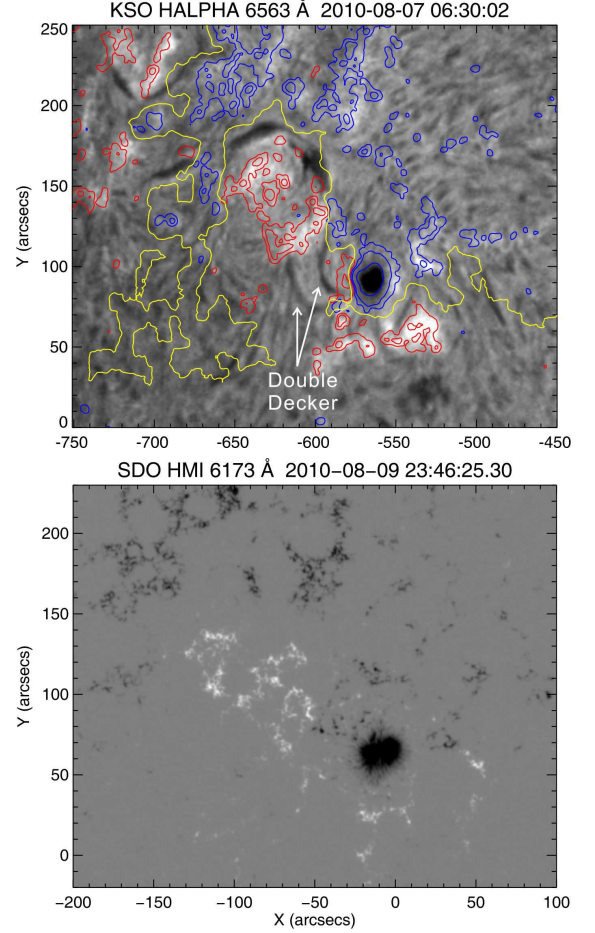 KSO HALPHA 6563 Å 2010-08-07 06:30:02
250
200
150
100
50
0
Y (arcsecs)
Double
Decker
-750 -700 -650 -600 -550 -500 -450
SDO HMI 6173 Å 2010-08-09 23:46:25.30
200
150
100
50
0
Y (arcsecs)
-200 -150 -100 -50 0 50 100
X (arcsecs)